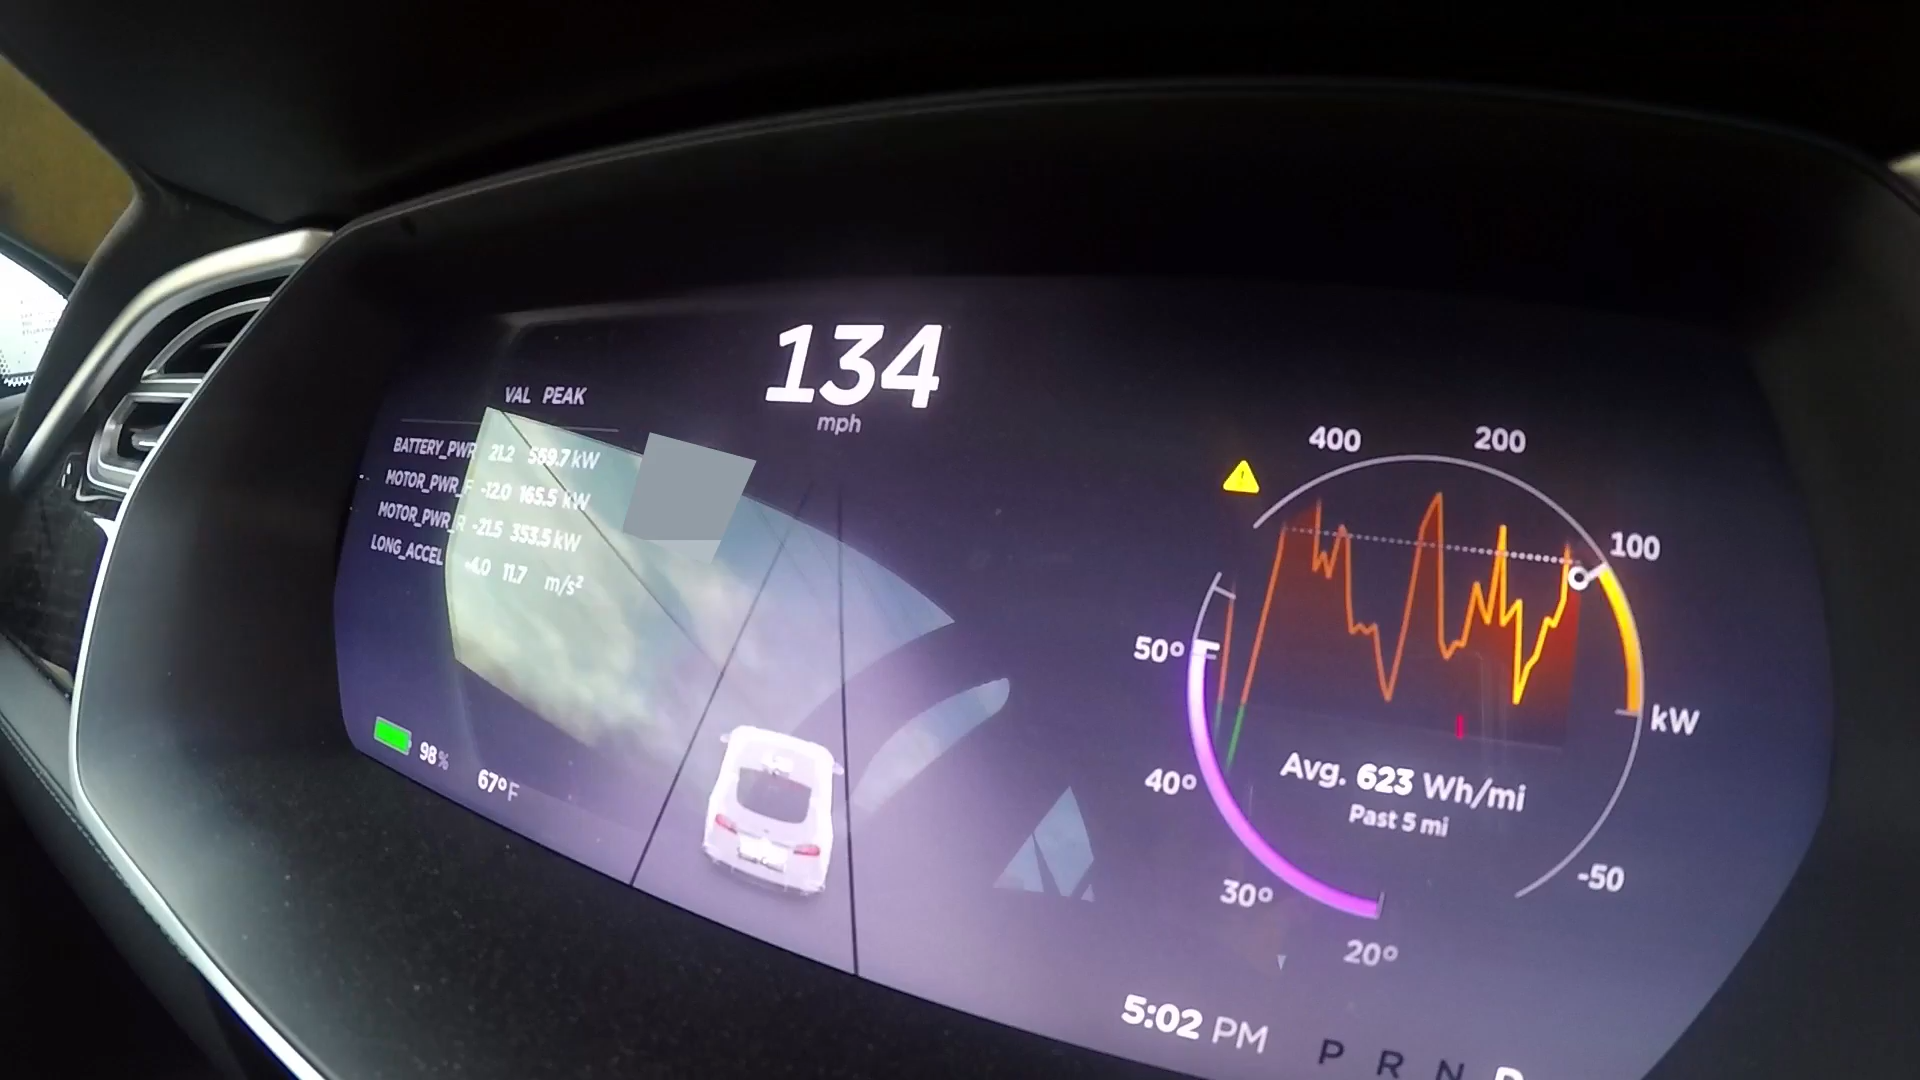 134
mph
VAL PEAK
BATTERY_PWR 21.2 569.7 kW
MOTOR_PWR_F -12.0 165.5 kW
MOTOR_PWR_R -21.5 353.5 kW
LONG_ACCEL -4.0 11.7 m/s²
98%
67°F
400
200
100
kW
-50
50°
40°
30°
20°
Avg. 623 Wh/mi
Past 5 mi
5:02 PM
P R N D